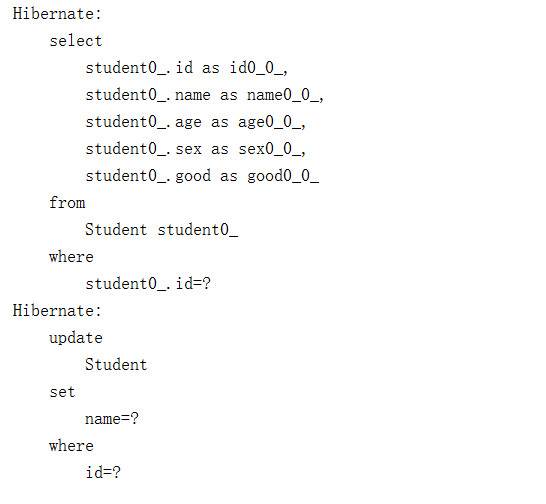 Hibernate:
    select
        student0_.id as id0_0_,
        student0_.name as name0_0_,
        student0_.age as age0_0_,
        student0_.sex as sex0_0_,
        student0_.good as good0_0_
    from
        Student student0_
    where
        student0_.id=?
Hibernate:
    update
        Student
    set
        name=?
    where
        id=?